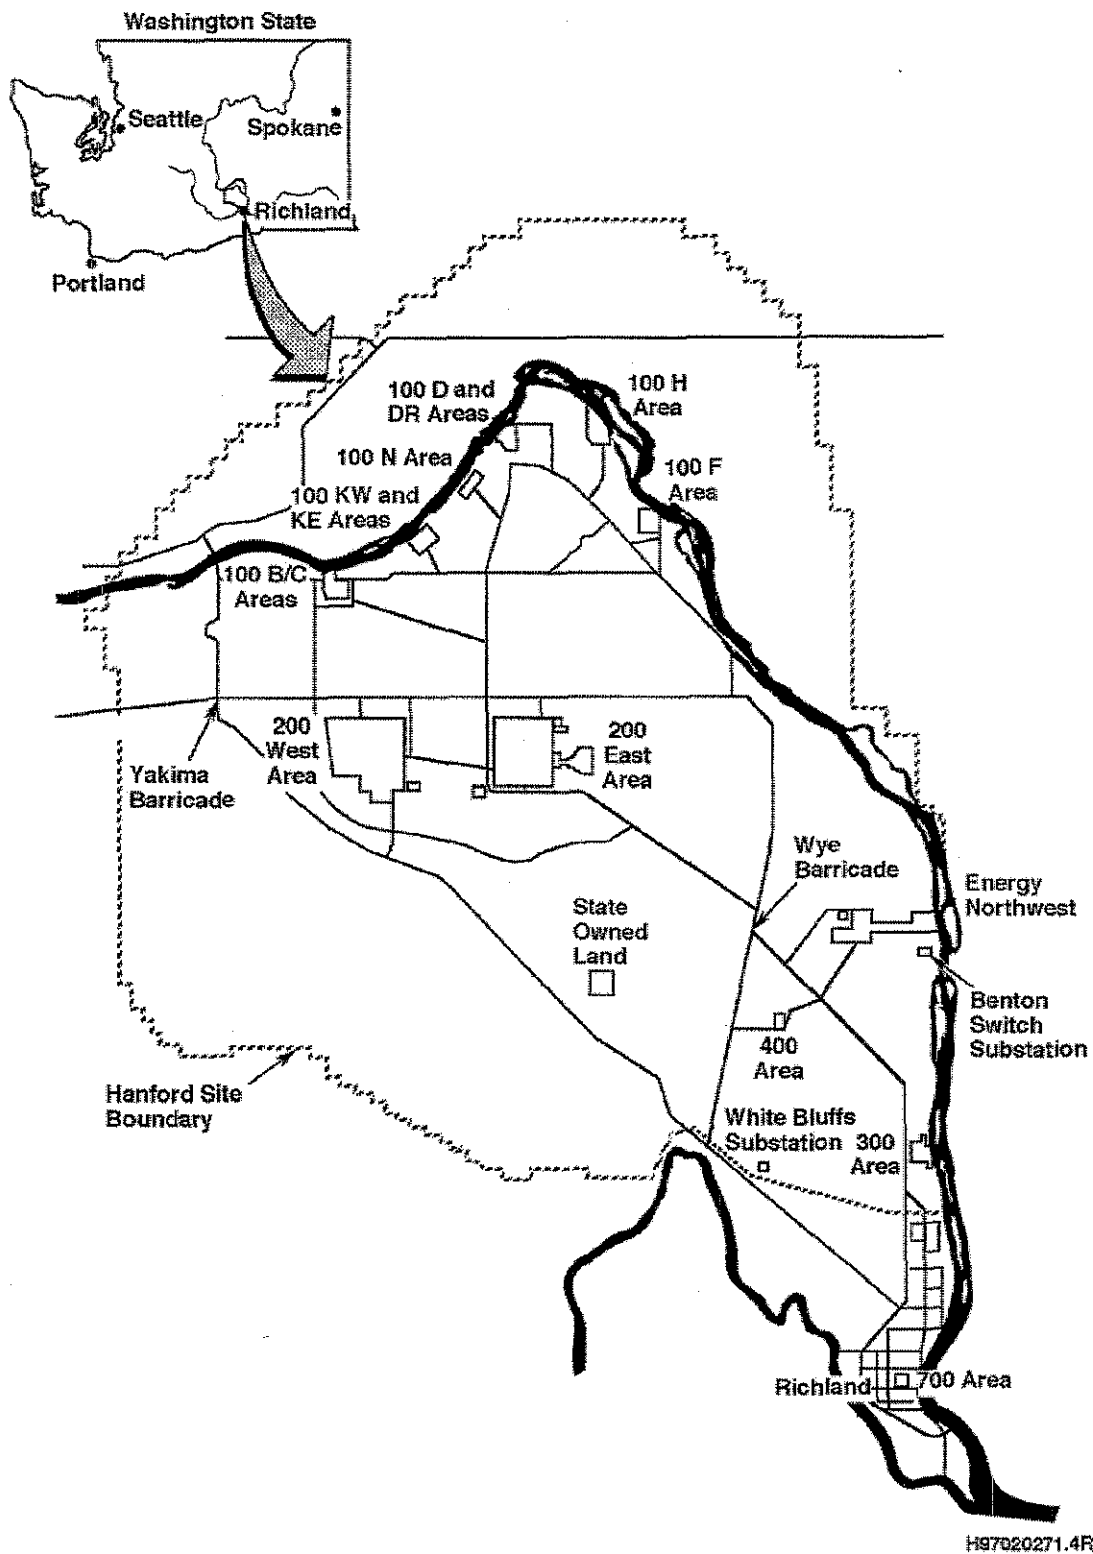 Washington State
Seattle
Spokane
Richland
Portland
100 D and
DR Areas
100 H
Area
100 N Area
100 F
Area
100 KW and
KE Areas
100 B/C
Areas
200
West
Area
200
East
Area
Yakima
Barricade
Wye
Barricade
Energy
Northwest
State
Owned
Land
Benton
Switch
Substation
400
Area
Hanford Site
Boundary
White Bluffs
Substation
300
Area
Richland
700 Area
H97020271.4R